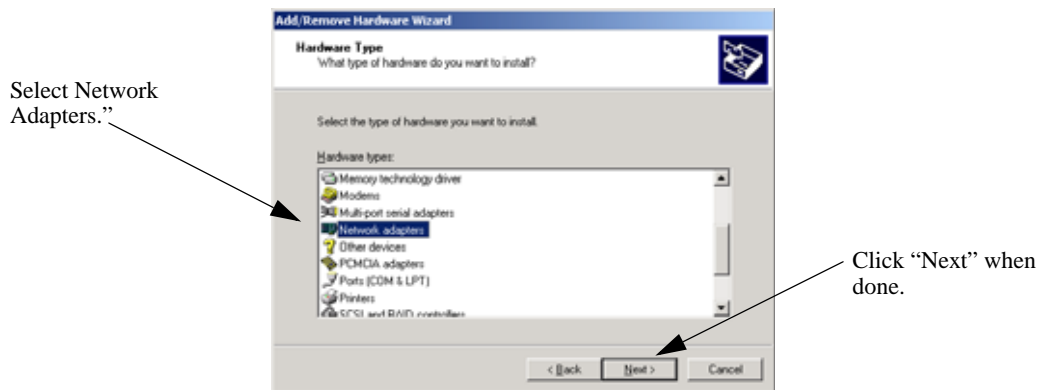 Add/Remove Hardware Wizard
Hardware Type
What type of hardware do you want to install?
Select Network
Adapters.”
Select the type of hardware you want to install.
Hardware types:
Memory technology driver
Modems
Multi-port serial adapters
Network adapters
Other devices
PCMCIA adapters
Ports (COM & LPT)
Printers
SCSI and RAID controllers
Click “Next” when
done.
< Back
Next >
Cancel